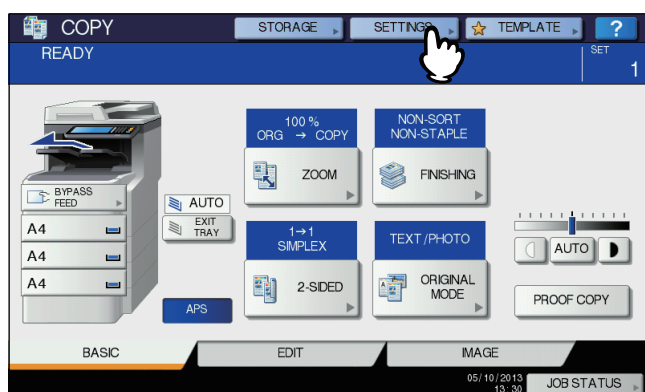 COPY
STORAGE
SETTINGS
TEMPLATE
?
READY
SET
1
100 %
ORG → COPY
NON-SORT
NON-STAPLE
ZOOM
FINISHING
BYPASS
FEED
AUTO
EXIT
TRAY
A4
A4
A4
1→1
SIMPLEX
TEXT/PHOTO
2-SIDED
ORIGINAL
MODE
AUTO
APS
PROOF COPY
BASIC
EDIT
IMAGE
05/10/2013
13:30
JOB STATUS